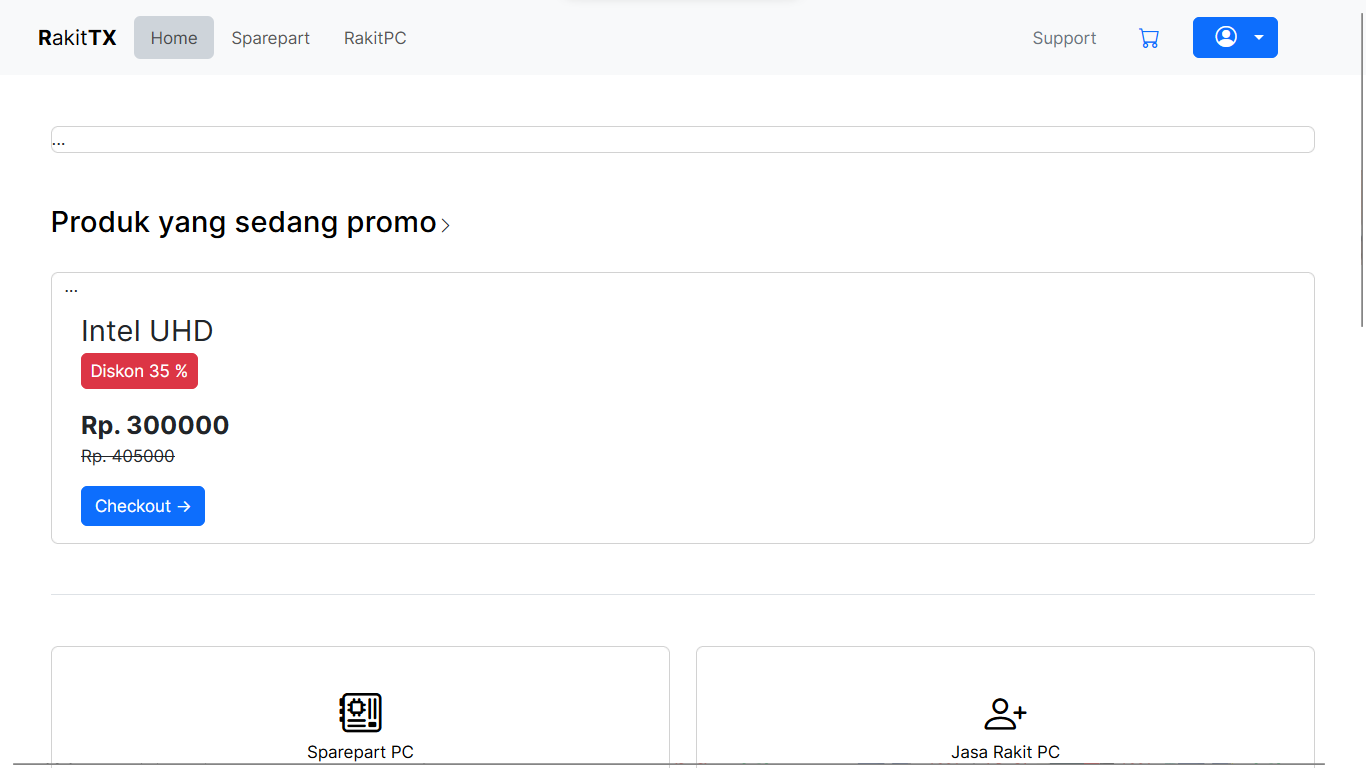 RakitTX Home Sparepart RakitPC Support
...
Produk yang sedang promo
...
Intel UHD
Diskon 35 %
Rp. 300000
Rp. 405000
Checkout →
Sparepart PC Jasa Rakit PC